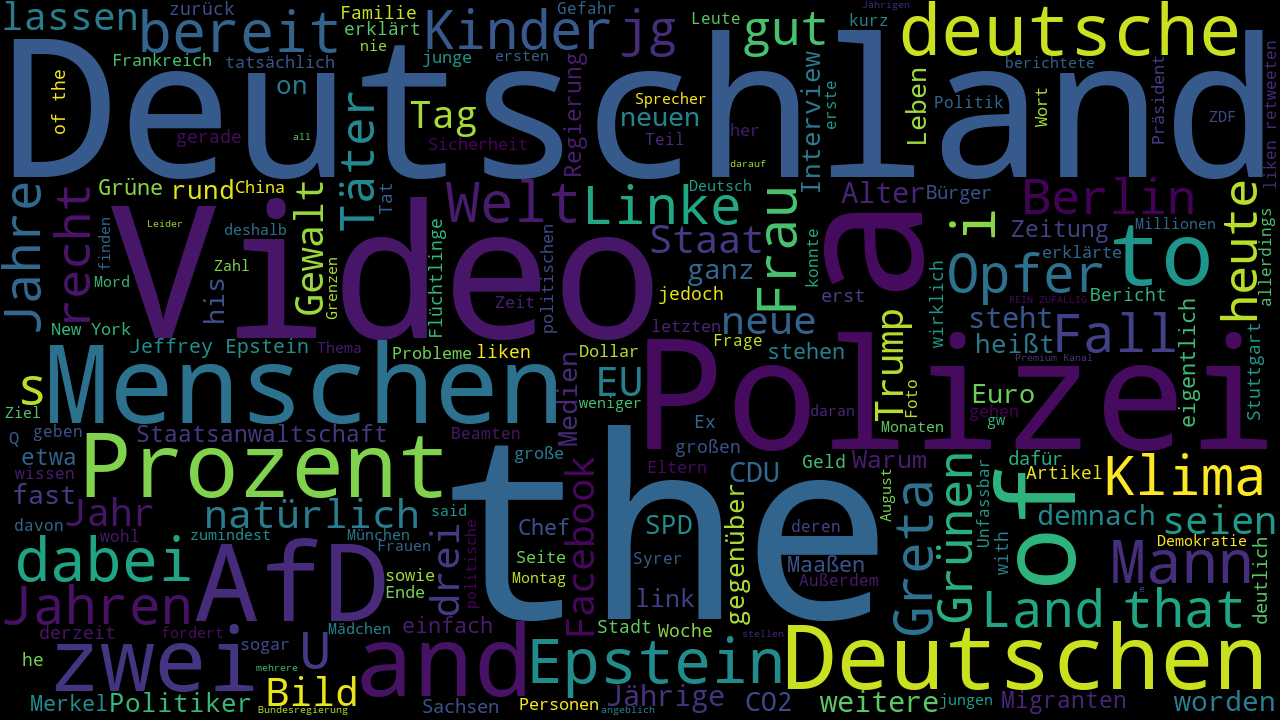 lassen
zurück
bereit
Familie
erklärt
nie
Kinder
jg
Gefahr
Leute
gut
kurz
Jährigen
deutsche
Frankreich
tatsächlich
junge
ersten
on
of the
Deutschland
Täter
Tag
Sprecher
neuen
Teil
her
Interview
erste
Leben
Politik
berichtete
Wort
Präsident
ZDF
liken retweeten
gerade
all
Sicherheit
Regierung
darauf
Jahre
recht
Grüne
rund
China
Tat
Welt
Linke
Deutsch
Frau
Alter
Bürger
Berlin
heute
finden
Mord
Leider
deshalb
Zahl
his
Gewalt
Grenzen
Flüchtlinge
Video
Zeit
politischen
Staat
ganz
jedoch
konnte
erst
a
i
Zeitung
Millionen
erklärte
to
Opfer
wirklich
REIN ZUFÄLLIG
Bericht
allerdings
New York
letzten
neue
steht
heißt
Fall
eigentlich
Stuttgart
Jeffrey Epstein
Thema
Probleme
liken
Dollar
Frage
stehen
Trump
Foto
Premium Kanal
s
Ziel
Menschen
Medien
EU
weniger
Polizei
daran
Monaten
Euro
gehen
gw
Q
geben
Staatsanwaltschaft
Beamten
Ex
großen
etwa
wissen
Prozent
große
Facebook
Eltern
CDU
Geld
Warum
dafür
Artikel
Klima
fast
Jahr
natürlich
said
the
August
Grünen
Unfassbar
of
demnach
seien
davon
wohl
zumindest
München
Frauen
drei
politische
Chef
SPD
gegenüber
deren
Greta
with
Demokratie
deutlich
dabei
AfD
sowie
Ende
Seite
Montag
Syrer
Maaßen
Außerdem
Mann
e
Jahren
link
Land
that
derzeit
fordert
Mädchen
einfach
Stadt
Woche
stellen
he
zwei
sogar
mehrere
U
and
Epstein
Deutschen
Merkel
Politiker
Bild
Bundesregierung
Sachsen
Personen
angeblich
Jährige
CO2
weitere
jungen
Migranten
worden